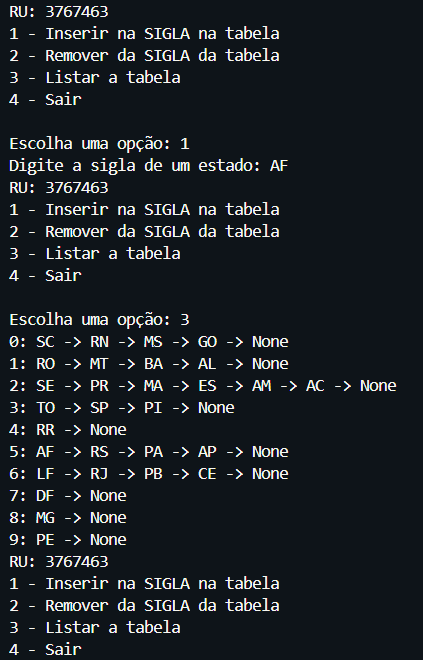 RU: 3767463
1 - Inserir na SIGLA na tabela
2 - Remover da SIGLA da tabela
3 - Listar a tabela
4 - Sair
Escolha uma opção: 1
Digite a sigla de um estado: AF
RU: 3767463
1 - Inserir na SIGLA na tabela
2 - Remover da SIGLA da tabela
3 - Listar a tabela
4 - Sair
Escolha uma opção: 3
0: SC -> RN -> MS -> GO -> None
1: RO -> MT -> BA -> AL -> None
2: SE -> PR -> MA -> ES -> AM -> AC -> None
3: TO -> SP -> PI -> None
4: RR -> None
5: AF -> RS -> PA -> AP -> None
6: LF -> RJ -> PB -> CE -> None
7: DF -> None
8: MG -> None
9: PE -> None
RU: 3767463
1 - Inserir na SIGLA na tabela
2 - Remover da SIGLA da tabela
3 - Listar a tabela
4 - Sair